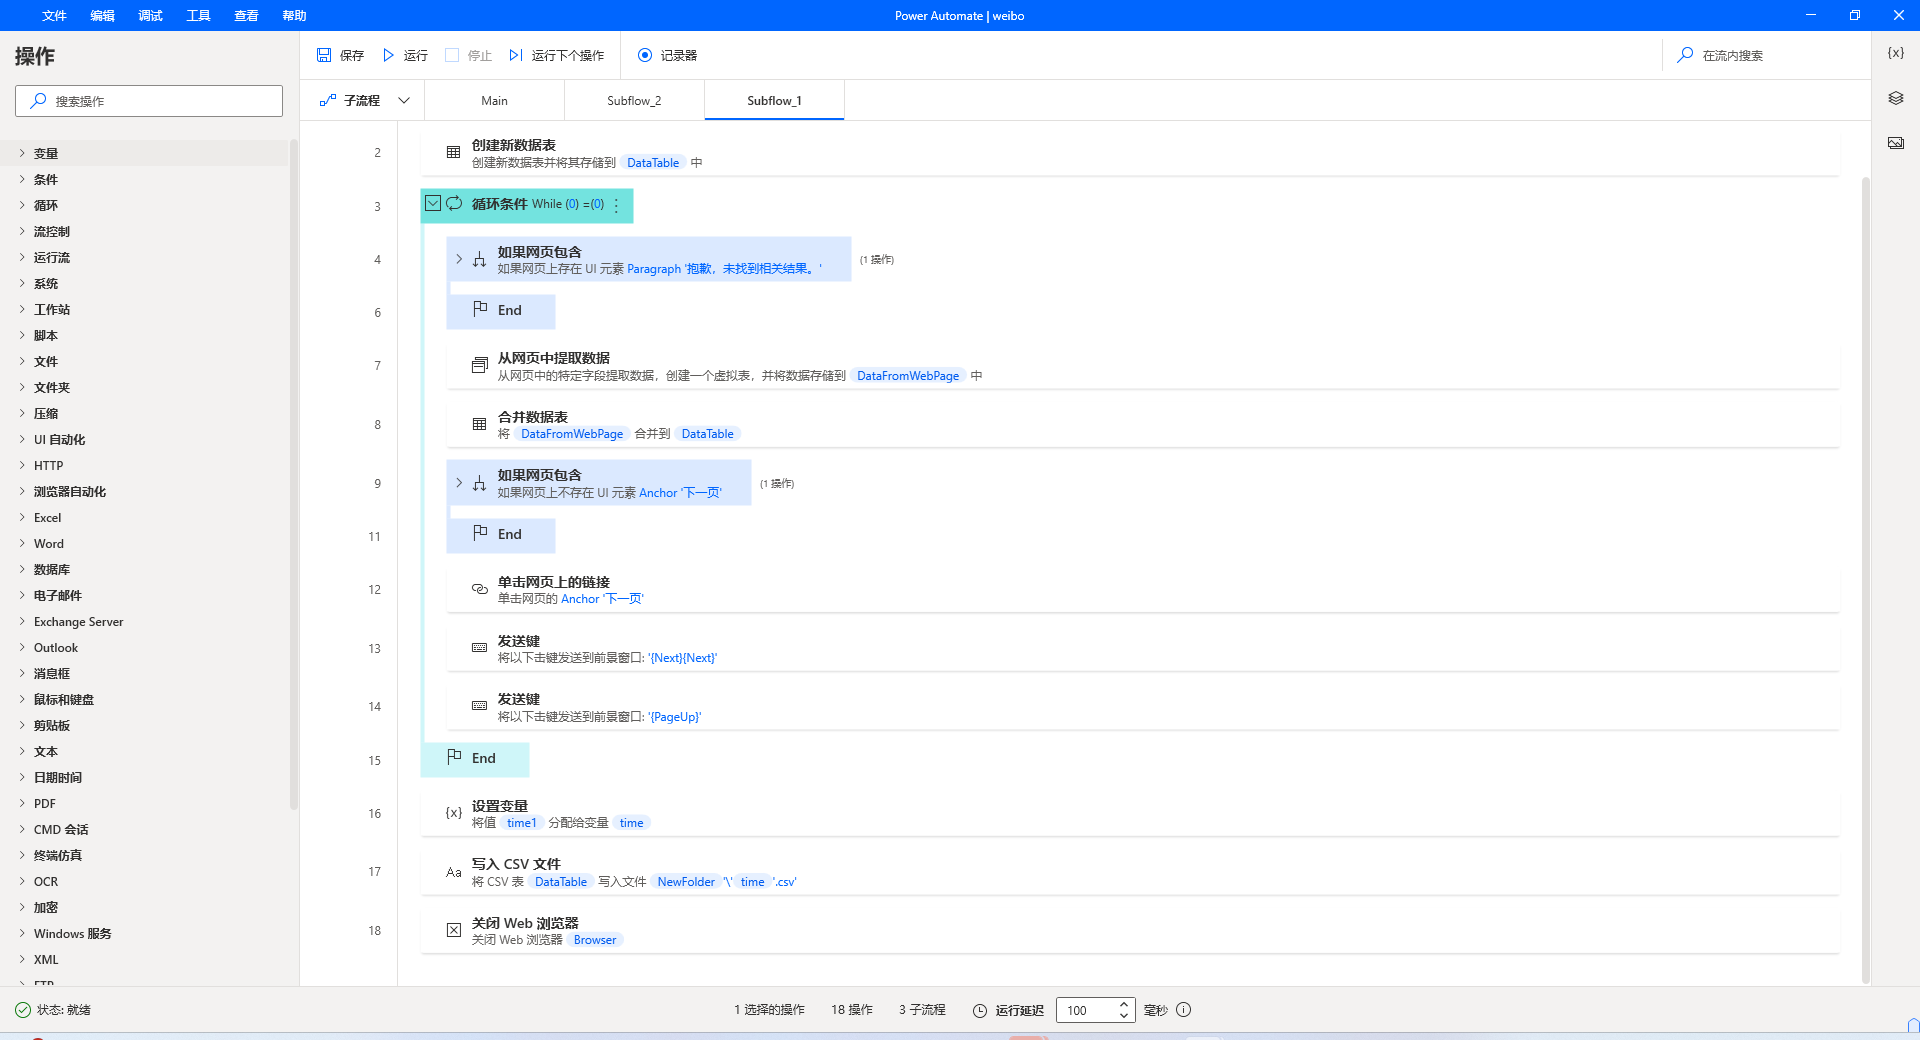 文件 编辑 调试 工具 查看 帮助
Power Automate | weibo
操作
搜索操作
变量
条件
循环
流控制
运行流
系统
工作站
脚本
文件
文件夹
压缩
UI 自动化
HTTP
浏览器自动化
Excel
Word
数据库
电子邮件
Exchange Server
Outlook
消息框
鼠标和键盘
剪贴板
文本
日期时间
PDF
CMD 会话
终端仿真
OCR
加密
Windows 服务
XML
FTP
保存 运行 停止 运行下个操作 记录器
在流内搜索
{x}
子流程 Main Subflow_2 Subflow_1
2
创建新数据表
创建新数据表并将其存储到 DataTable 中
3
循环条件 While (0) =(0)
4
如果网页包含
如果网页上存在 UI 元素 Paragraph '抱歉，未找到相关结果。'
(1 操作)
6
End
7
从网页中提取数据
从网页中的特定字段提取数据，创建一个虚拟表，并将数据存储到 DataFromWebPage 中
8
合并数据表
将 DataFromWebPage 合并到 DataTable
9
如果网页包含
如果网页上不存在 UI 元素 Anchor '下一页'
(1 操作)
11
End
12
单击网页上的链接
单击网页的 Anchor '下一页'
13
发送键
将以下击键发送到前景窗口: '{Next}{Next}'
14
发送键
将以下击键发送到前景窗口: '{PageUp}'
15
End
16
{x}
设置变量
将值 time1 分配给变量 time
17
Aa
写入 CSV 文件
将 CSV 表 DataTable 写入文件 NewFolder '\' time '.csv'
18
关闭 Web 浏览器
关闭 Web 浏览器 Browser
状态: 就绪
1 选择的操作 18 操作 3 子流程 运行延迟 100 毫秒